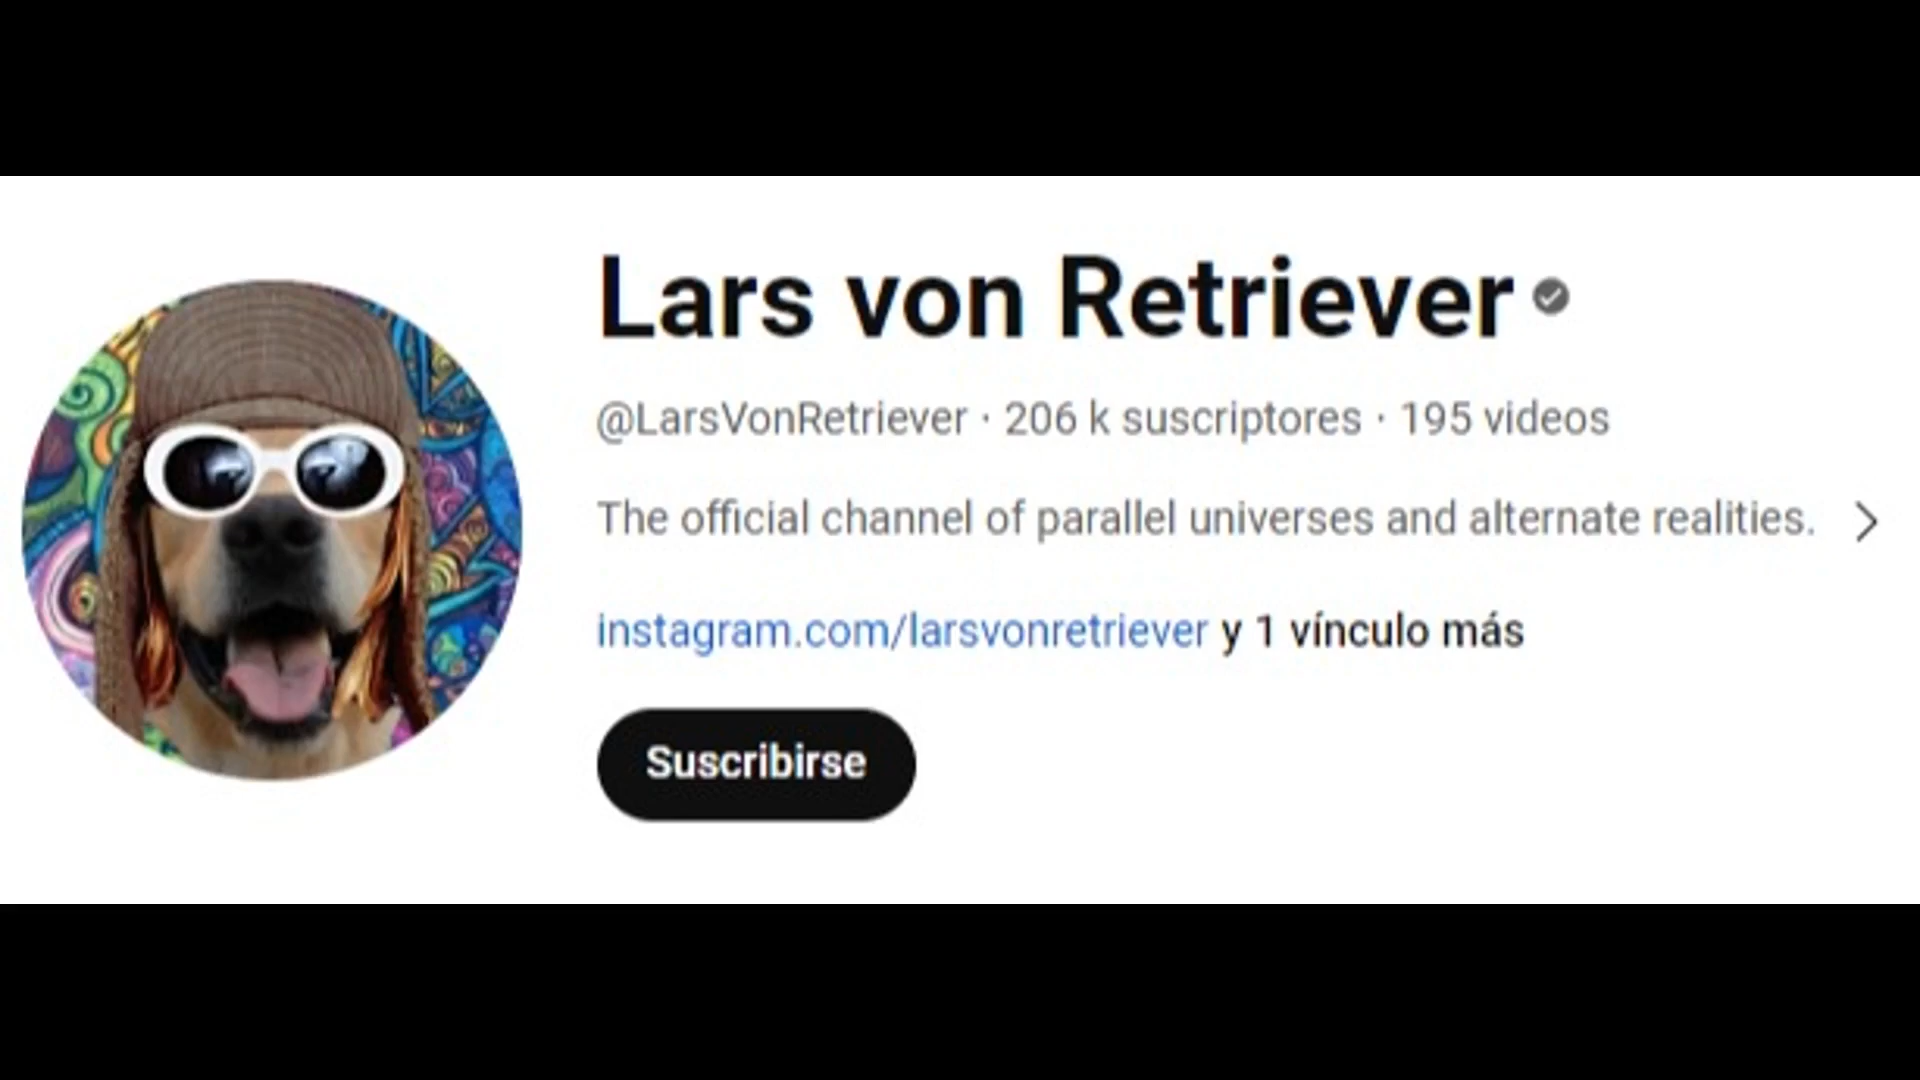 Lars von Retriever
@LarsVonRetriever · 206 k suscriptores · 195 videos
The official channel of parallel universes and alternate realities.
instagram.com/larsvonretriever y 1 vínculo más
Suscribirse